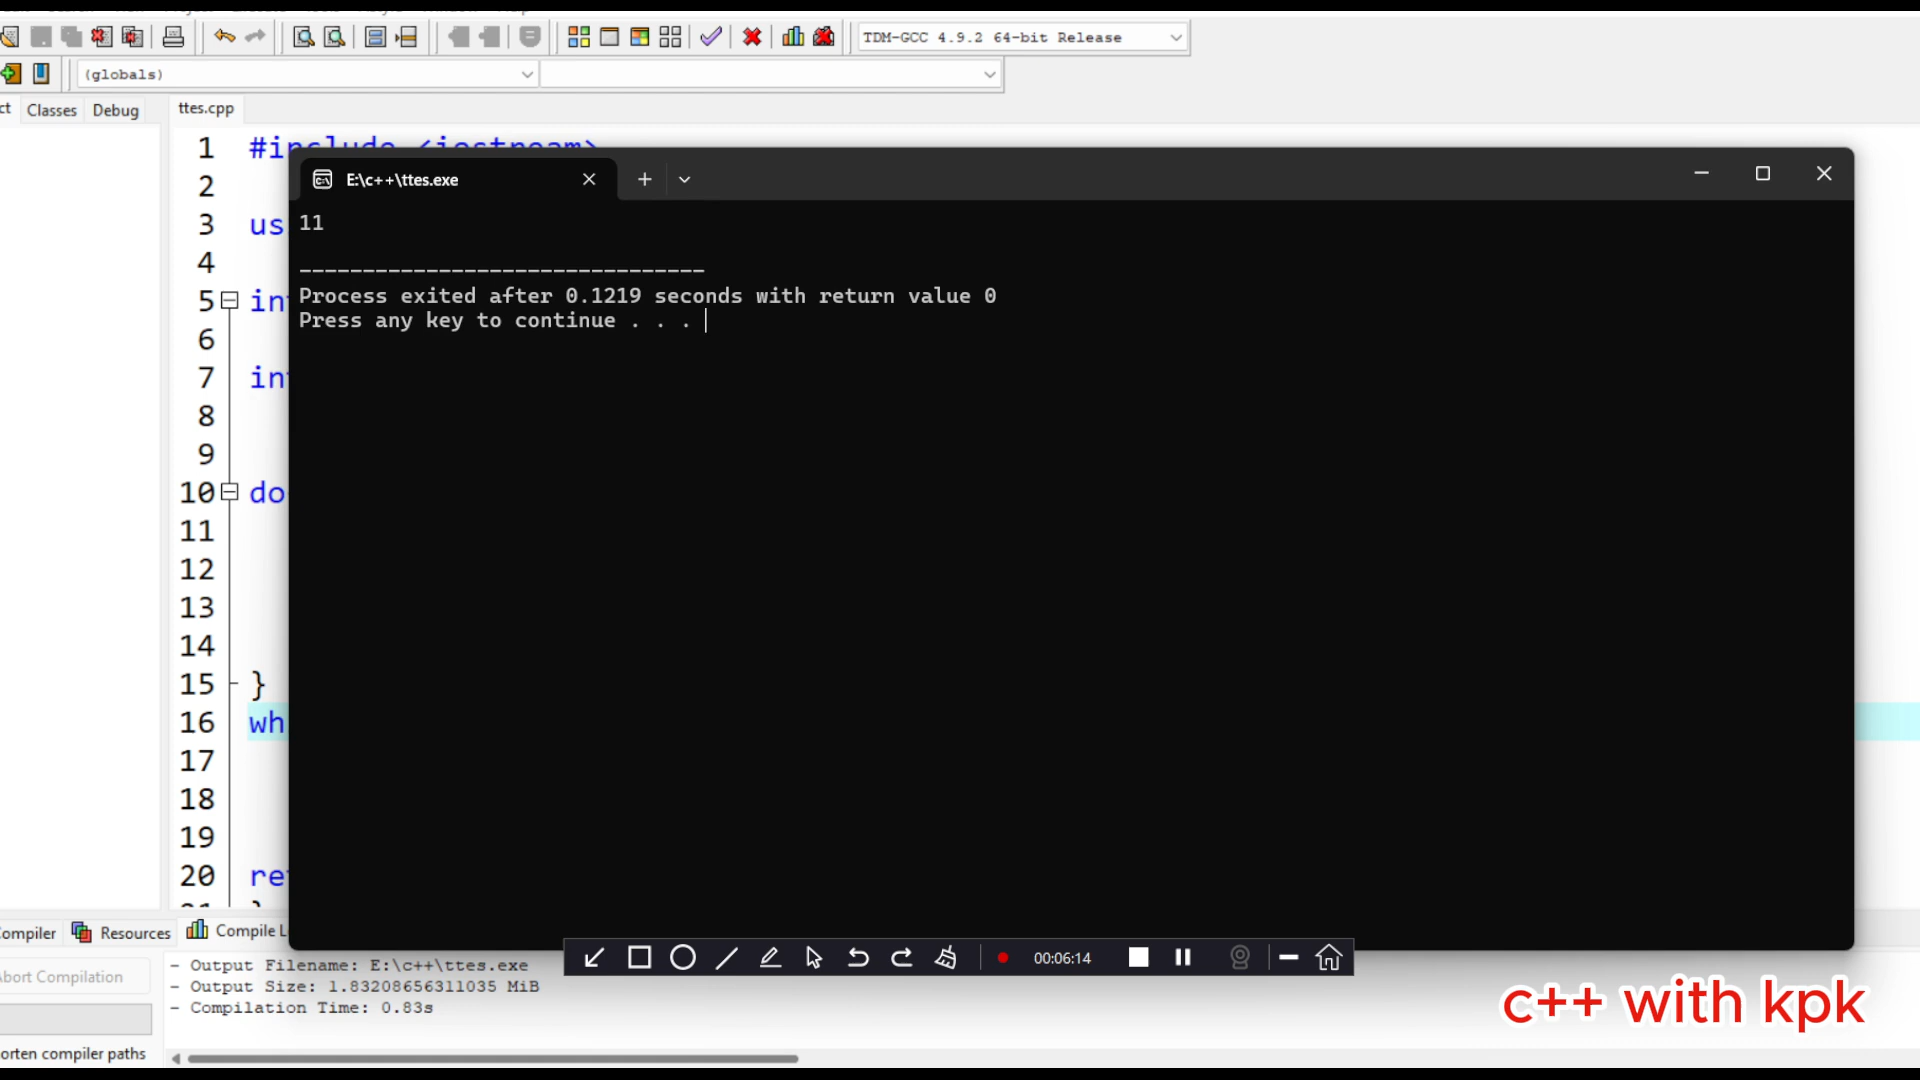 TDM-GCC 4.9.2 64-bit Release
(globals)
ct Classes Debug ttes.cpp
1 #include <iostream>
E:\c++\ttes.exe
2
3 us
11
4
--------------------------------
5 in
Process exited after 0.1219 seconds with return value 0
Press any key to continue . . .
6
7 in
8
9
10 do
11
12
13
14
15 }
16 wh
17
18
19
20 re
ompiler Resources Compile L
bort Compilation
- Output Filename: E:\c++\ttes.exe
- Output Size: 1.83208656311035 MiB
- Compilation Time: 0.83s
00:06:14
c++ with kpk
orten compiler paths